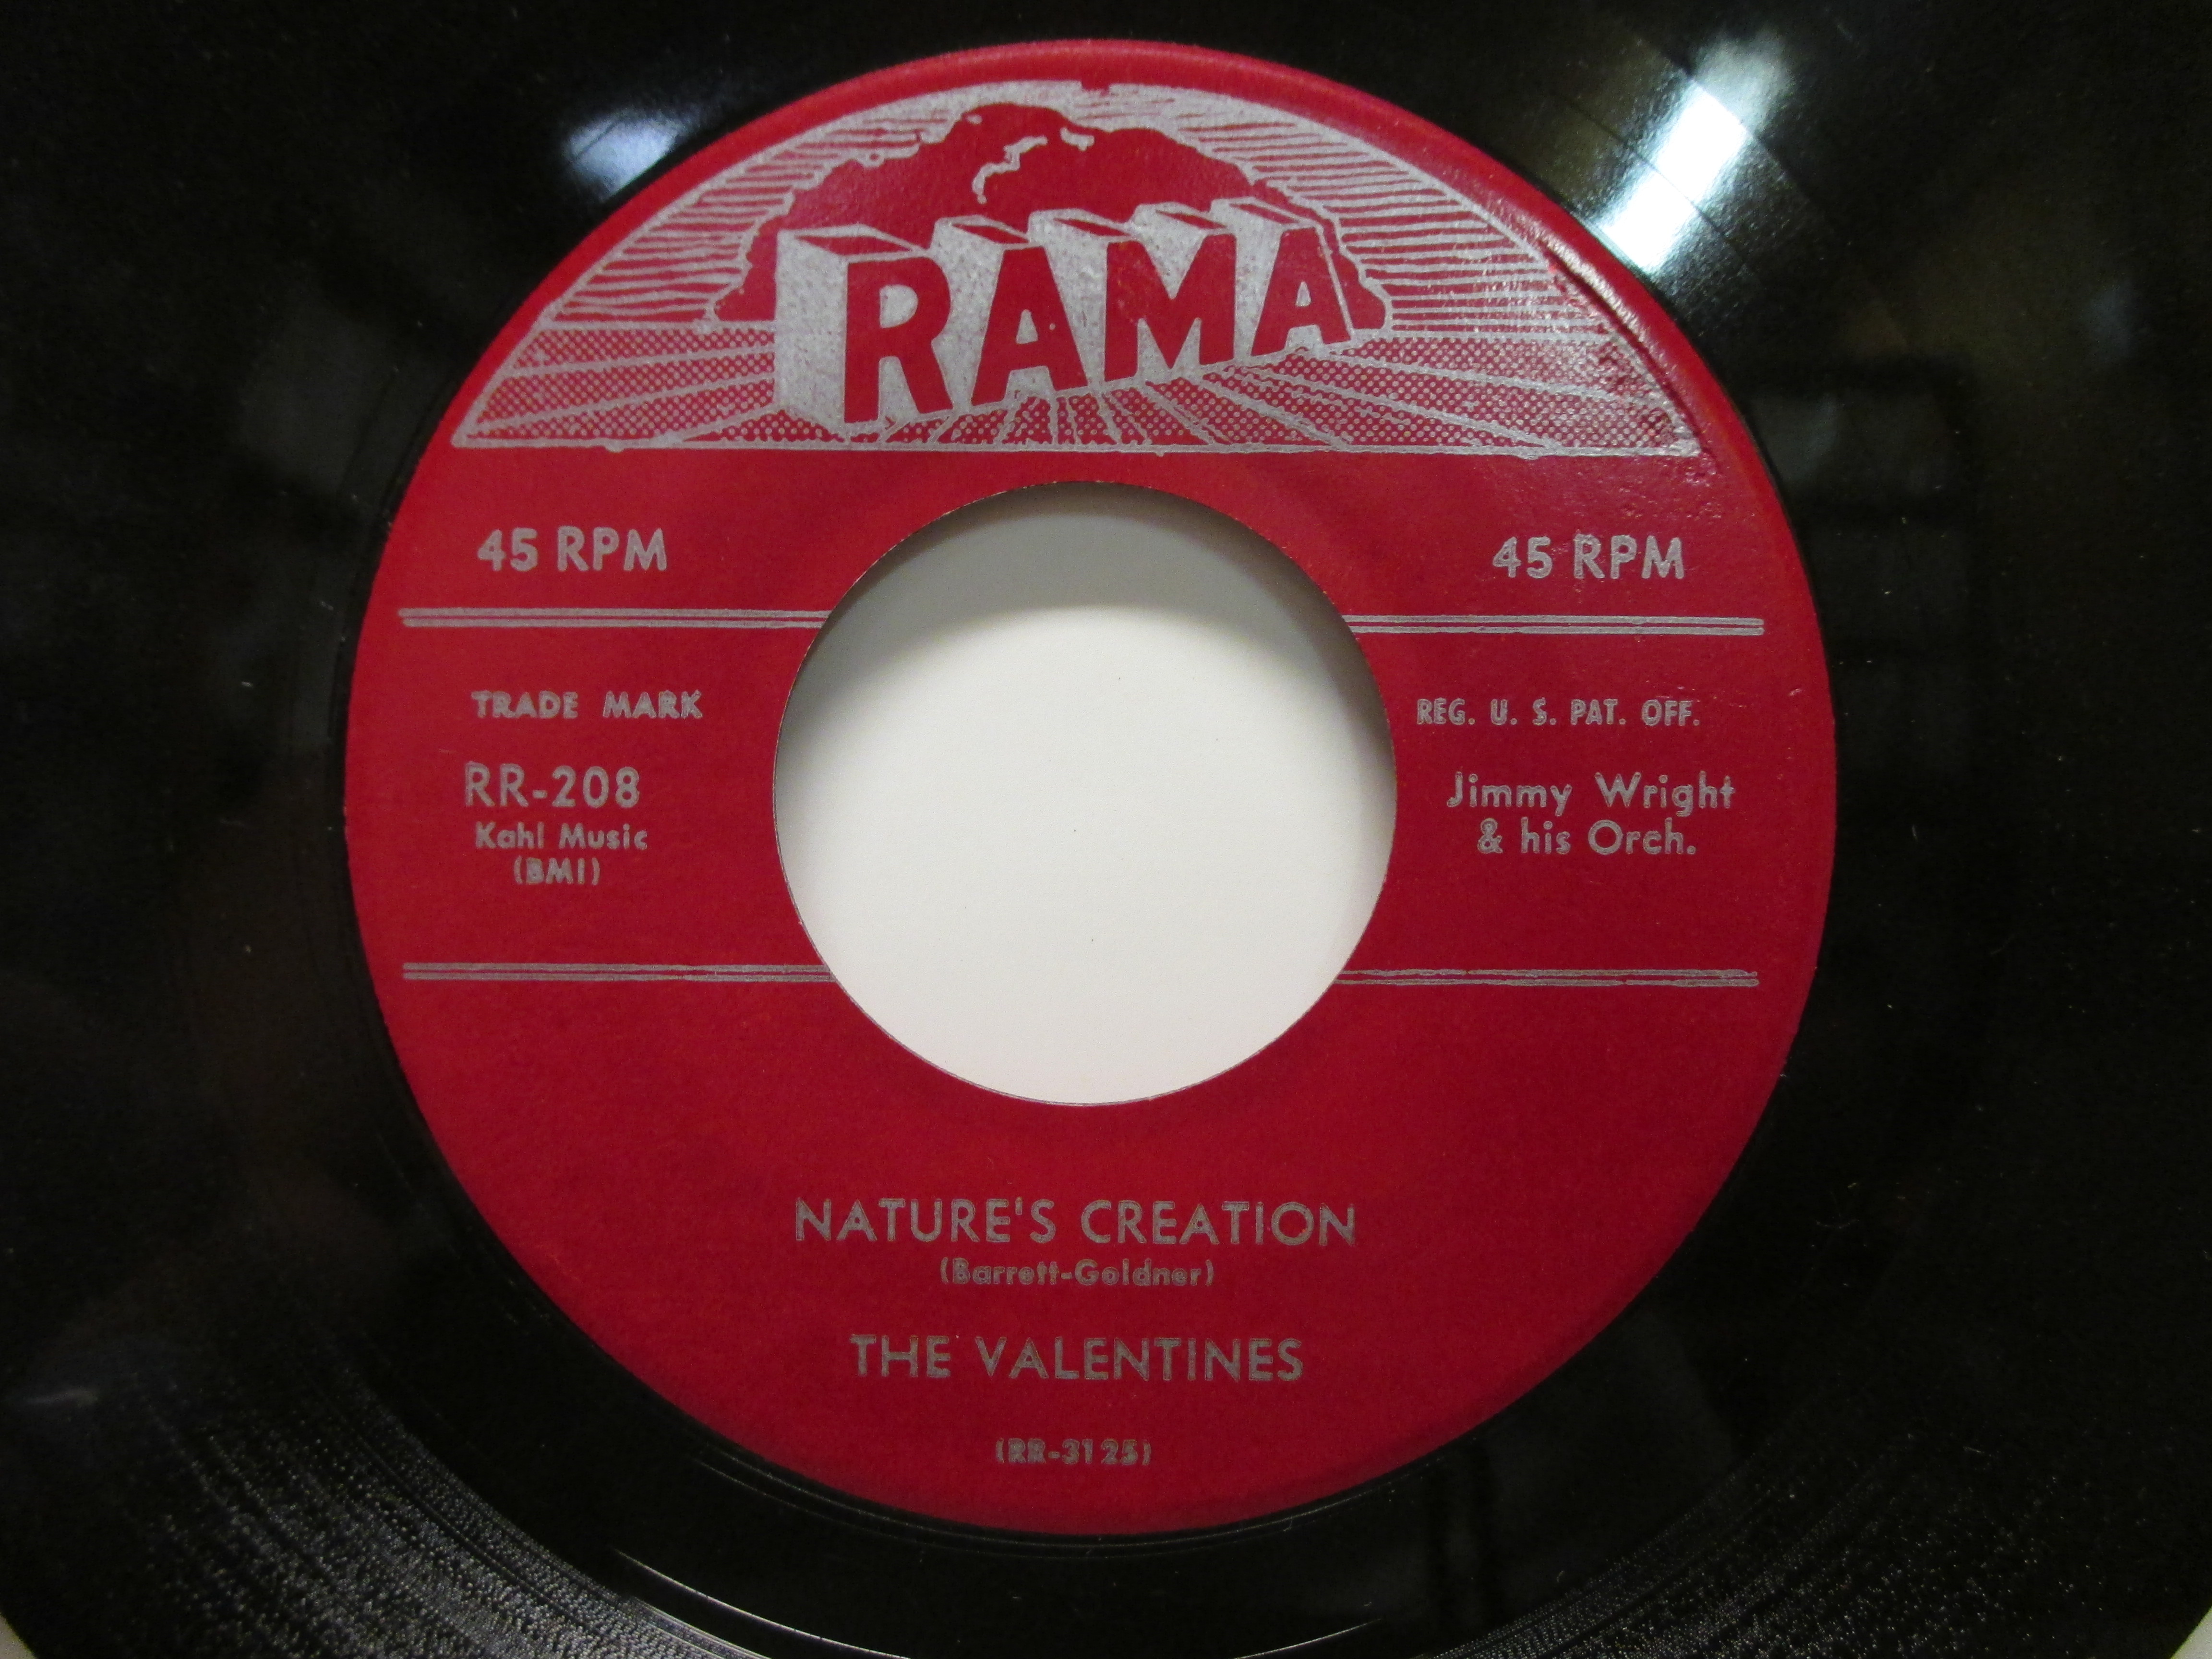 RAMA
45 RPM 45 RPM
TRADE MARK REG. U. S. PAT. OFF.
RR-208 Jimmy Wright
Kahl Music & his Orch.
(BMI)
NATURE'S CREATION
(Barrett-Goldner)
THE VALENTINES
(RR-3125)